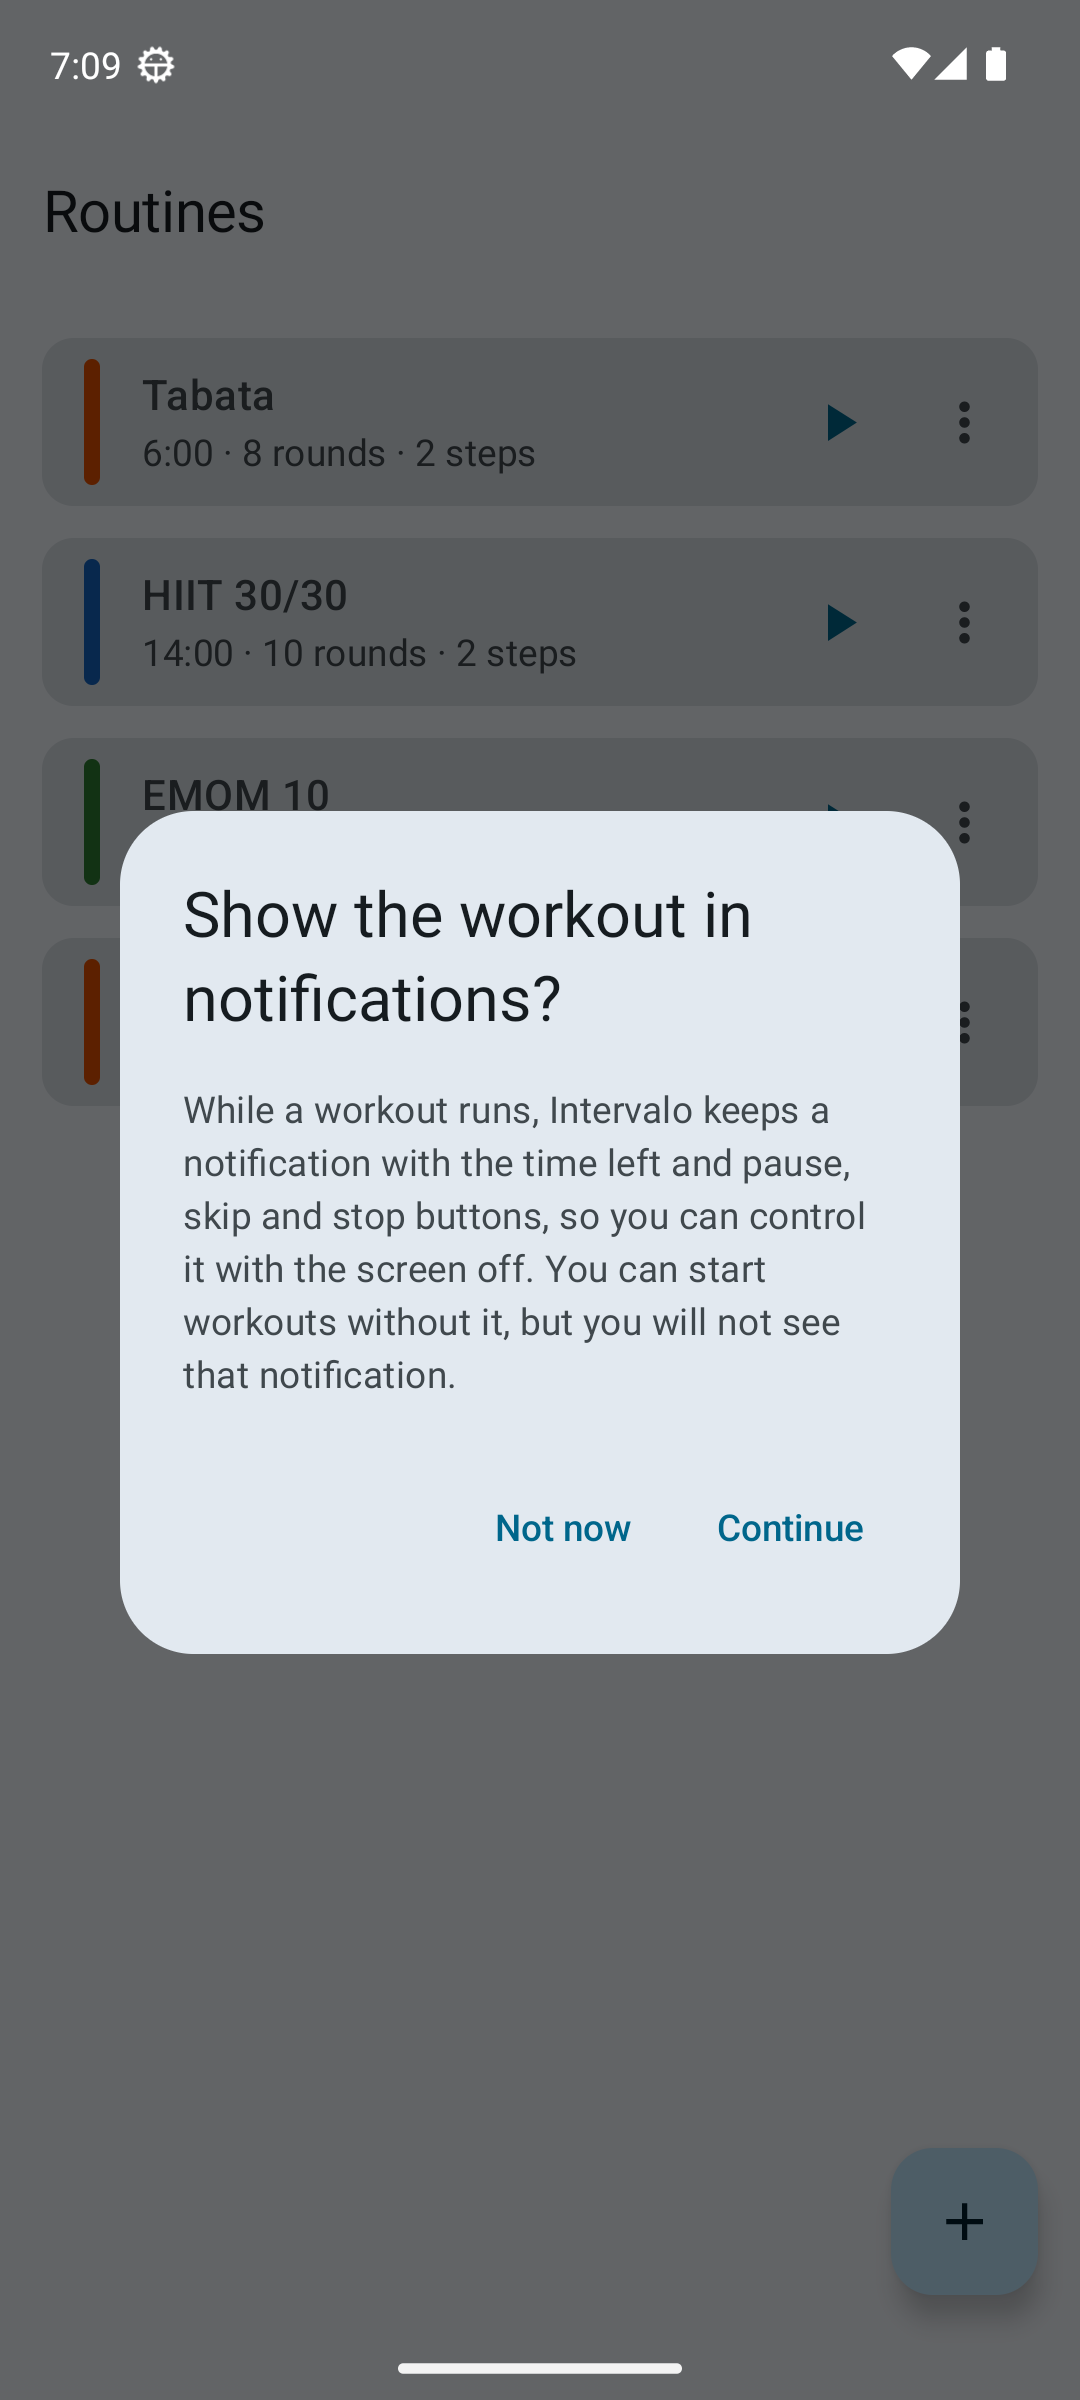 7:09
Routines
Tabata
6:00 · 8 rounds · 2 steps
HIIT 30/30
14:00 · 10 rounds · 2 steps
EMOM 10
Show the workout in
notifications?
While a workout runs, Intervalo keeps a
notification with the time left and pause,
skip and stop buttons, so you can control
it with the screen off. You can start
workouts without it, but you will not see
that notification.
Not now
Continue